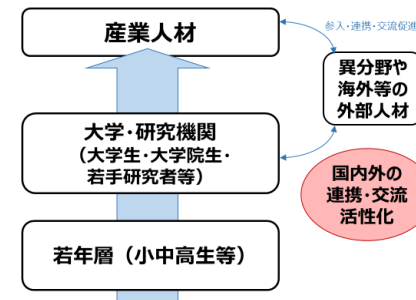 産業人材
参入・連携・交流促進
異分野や
海外等の
外部人材
大学・研究機関
（大学生・大学院生・
若手研究者等）
国内外の
連携・交流
活性化
若年層（小中高生等）